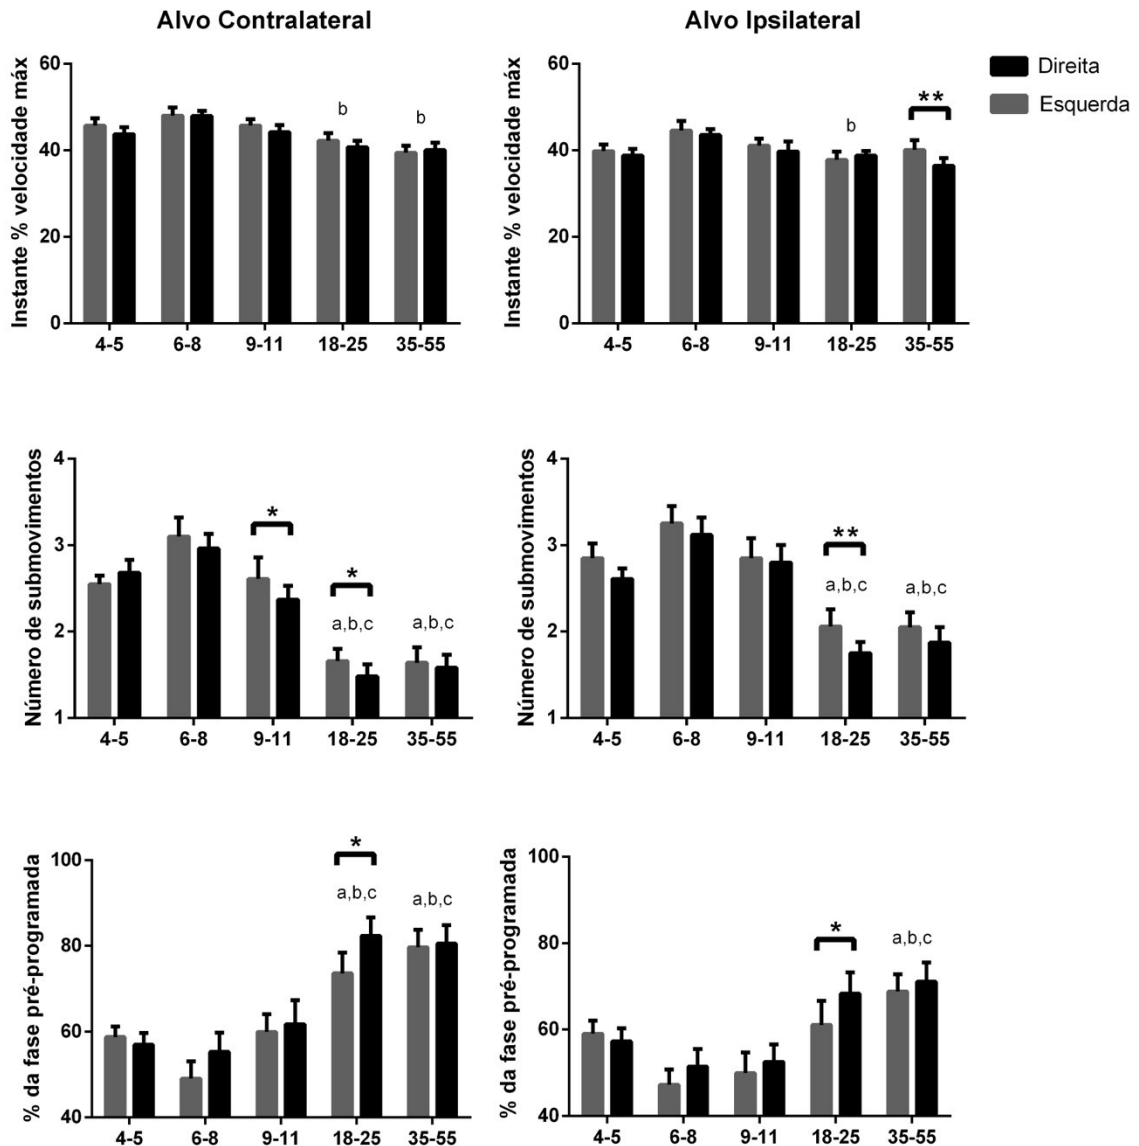 Alvo Contralateral
Alvo Ipsilateral
Direita
Esquerda
Instante % velocidade máx
60
40
20
0
b
b
4-5 6-8 9-11 18-25 35-55
Instante % velocidade máx
60
40
20
0
b
**
4-5 6-8 9-11 18-25 35-55
Número de submovimentos
4
3
2
1
*
*
a,b,c a,b,c
4-5 6-8 9-11 18-25 35-55
Número de submovimentos
4
3
2
1
**
a,b,c a,b,c
4-5 6-8 9-11 18-25 35-55
% da fase pré-programada
100
80
60
40
*
a,b,c a,b,c
4-5 6-8 9-11 18-25 35-55
% da fase pré-programada
100
80
60
40
*
a,b,c
4-5 6-8 9-11 18-25 35-55